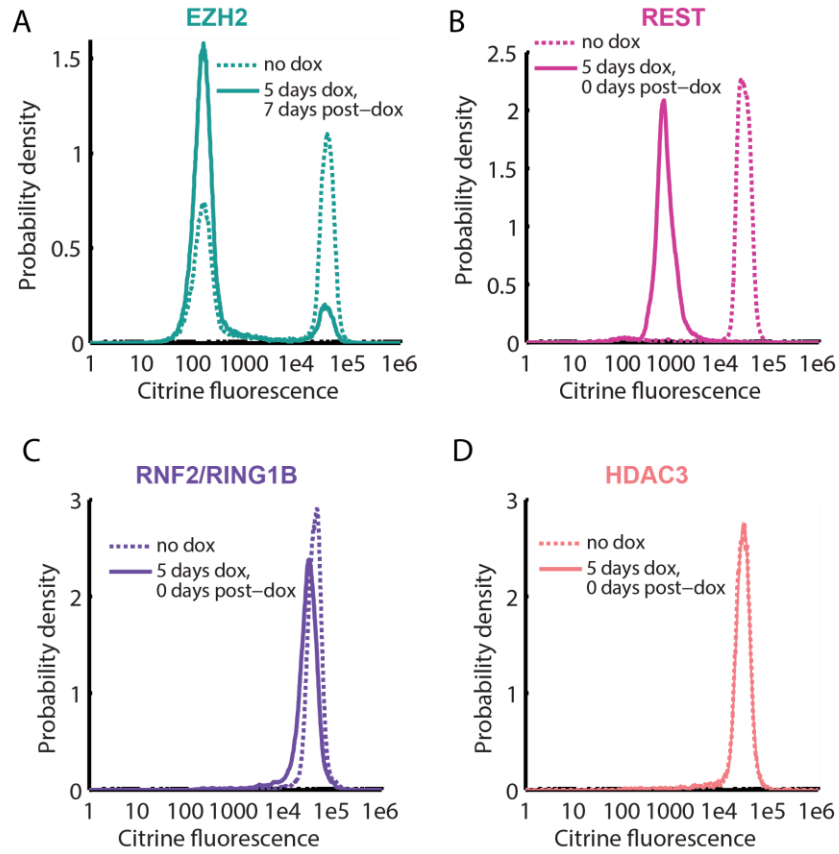 A
EZH2
1.5
1
0.5
0
Probability density
no dox
5 days dox,
7 days post–dox
1 10 100 1000 1e4 1e5 1e6
Citrine fluorescence
B
REST
2.5
2
1.5
1
0.5
0
Probability density
no dox
5 days dox,
0 days post–dox
1 10 100 1000 1e4 1e5 1e6
Citrine fluorescence
C
RNF2/RING1B
3
2
1
0
Probability density
no dox
5 days dox,
0 days post–dox
1 10 100 1000 1e4 1e5 1e6
Citrine fluorescence
D
HDAC3
3
2
1
0
Probability density
no dox
5 days dox,
0 days post–dox
1 10 100 1000 1e4 1e5 1e6
Citrine fluorescence